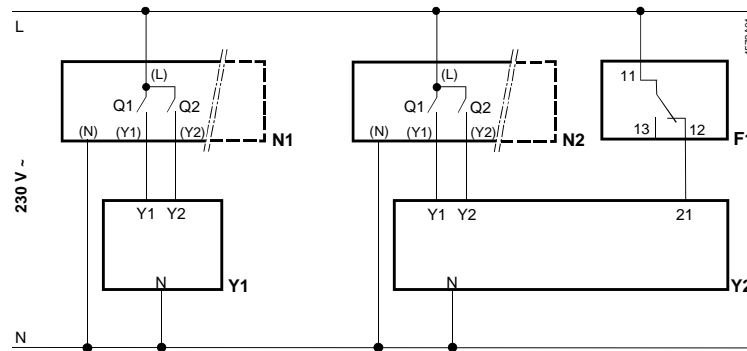 L
(L)
Q1 Q2
(N) (Y1) (Y2)
N1
(L)
Q1 Q2
(N) (Y1) (Y2)
N2
11
13 12
F1
230 V ~
Y1 Y2
N
Y1
Y1 Y2 21
N
Y2
N